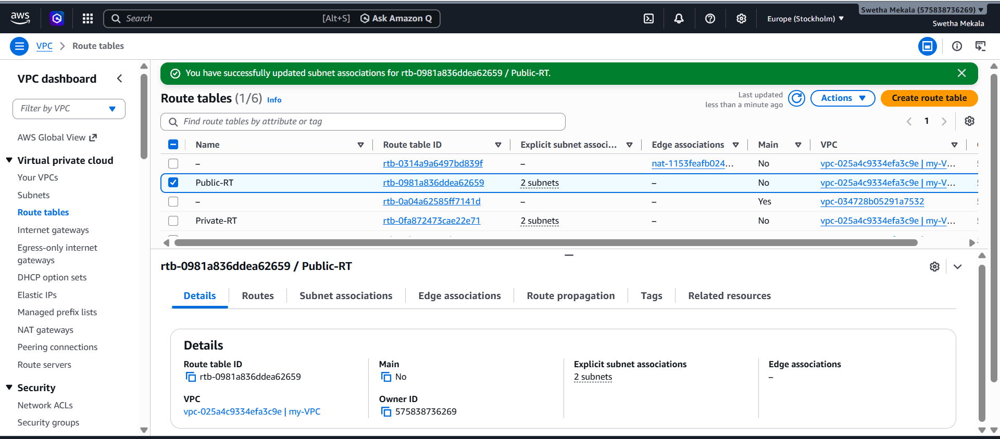 aws
Search [Alt+S] Ask Amazon Q
Europe (Stockholm)
Swetha Mekala (575838736269)
Swetha Mekala
VPC > Route tables
VPC dashboard
Filter by VPC
AWS Global View
Virtual private cloud
Your VPCs
Subnets
Route tables
Internet gateways
Egress-only internet
gateways
DHCP option sets
Elastic IPs
Managed prefix lists
NAT gateways
Peering connections
Route servers
Security
Network ACLs
Security groups
You have successfully updated subnet associations for rtb-0981a836ddea62659 / Public-RT.
Route tables (1/6) Info
Last updated
less than a minute ago
Actions
Create route table
Find route tables by attribute or tag
1
Name Route table ID Explicit subnet associ... Edge associations Main VPC
– rtb-0314a9a6497bd839f – nat-1153feafb024... No vpc-025a4c9334efa3c9e | my-V...
Public-RT rtb-0981a836ddea62659 2 subnets – No vpc-025a4c9334efa3c9e | my-V...
– rtb-0a04a62585ff7141d – – Yes vpc-034728b05291a7532
Private-RT rtb-0fa872473cae22e71 2 subnets – No vpc-025a4c9334efa3c9e | my-V...
rtb-0981a836ddea62659 / Public-RT
Details Routes Subnet associations Edge associations Route propagation Tags Related resources
Details
Route table ID
rtb-0981a836ddea62659
Main
No
Explicit subnet associations
2 subnets
Edge associations
–
VPC
vpc-025a4c9334efa3c9e | my-VPC
Owner ID
575838736269